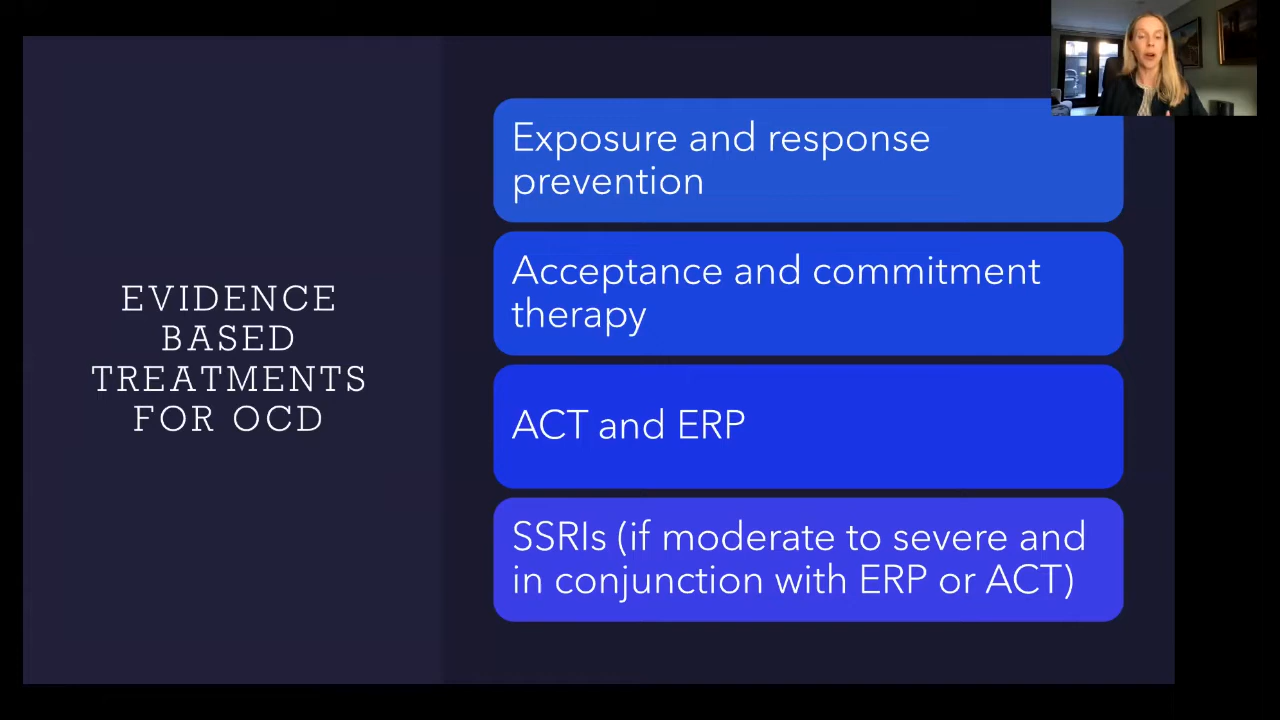 EVIDENCE
BASED
TREATMENTS
FOR OCD
Exposure and response
prevention
Acceptance and commitment
therapy
ACT and ERP
SSRIs (if moderate to severe and
in conjunction with ERP or ACT)